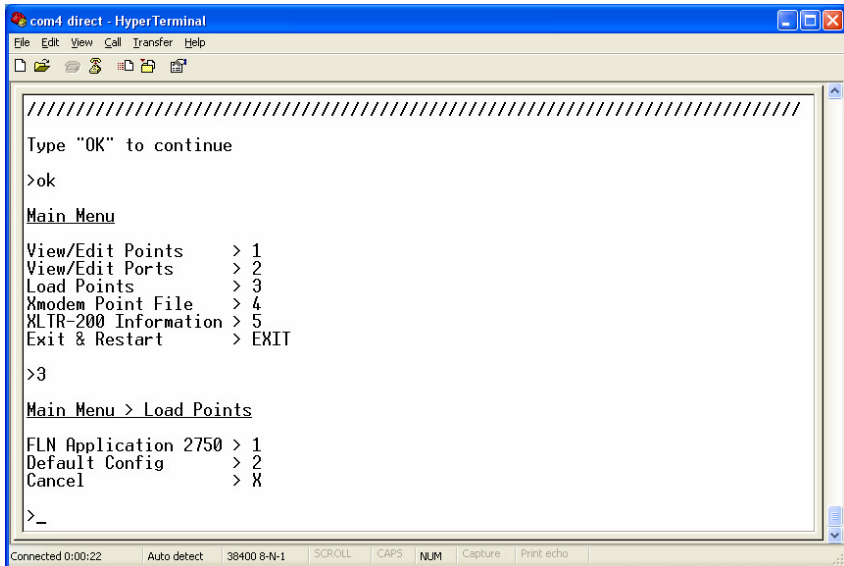 com4 direct - HyperTerminal
File Edit View Call Transfer Help
////////////////////////////////////////////////////////////////////////////////
Type "OK" to continue
>ok
Main Menu
View/Edit Points > 1
View/Edit Ports > 2
Load Points > 3
Xmodem Point File > 4
XLTR-200 Information > 5
Exit & Restart > EXIT
>3
Main Menu > Load Points
FLN Application 2750 > 1
Default Config > 2
Cancel > X
>_
Connected 0:00:22 Auto detect 38400 8-N-1 SCROLL CAPS NUM Capture Print echo